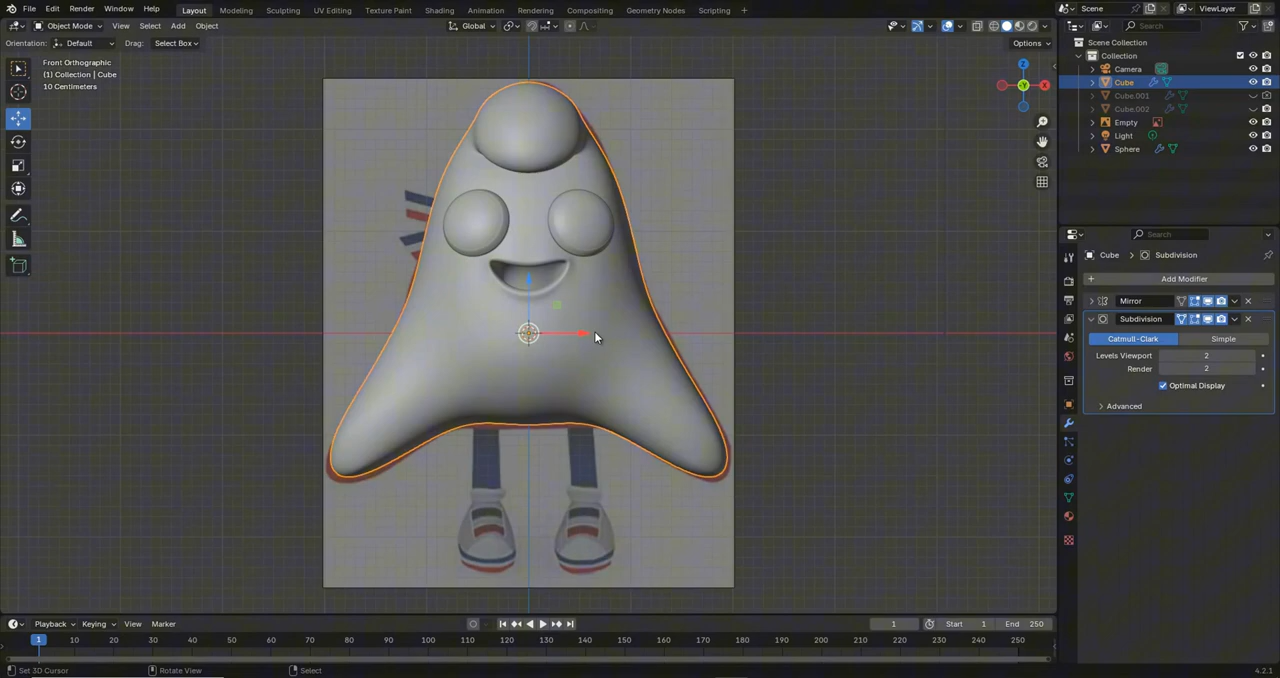 File Edit Render Window Help Layout Modeling Sculpting UV Editing Texture Paint Shading Animation Rendering Compositing Geometry Nodes Scripting + Scene ViewLayer
Object Mode View Select Add Object Global Search
Orientation: Default Drag: Select Box Options
Scene Collection
Collection
Camera
Cube
Cube.001
Cube.002
Empty
Light
Sphere
Front Orthographic
(1) Collection | Cube
10 Centimeters
Z
Y
X
Search
Cube > Subdivision
+ Add Modifier
Mirror
Subdivision
Catmull-Clark Simple
Levels Viewport 2
Render 2
Optimal Display
Advanced
Playback Keying View Marker 1 Start 1 End 250
1 10 20 30 40 50 60 70 80 90 100 110 120 130 140 150 160 170 180 190 200 210 220 230 240 250
Set 3D Cursor Rotate View Select 4.2.1